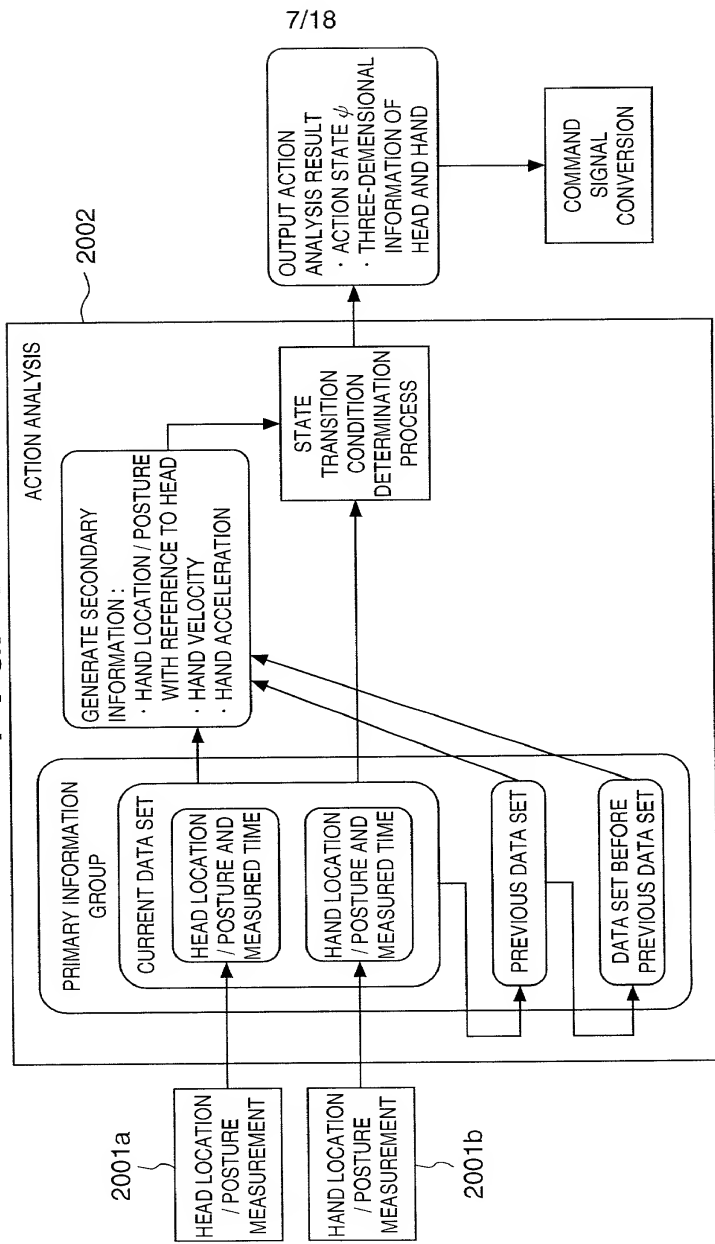 7/18
2001a
HEAD LOCATION
/ POSTURE
MEASUREMENT
HAND LOCATION
/ POSTURE
MEASUREMENT
2001b
2002
ACTION ANALYSIS
PRIMARY INFORMATION
GROUP
CURRENT DATA SET
HEAD LOCATION
/ POSTURE AND
MEASURED TIME
HAND LOCATION
/ POSTURE AND
MEASURED TIME
PREVIOUS DATA SET
DATA SET BEFORE
PREVIOUS DATA SET
GENERATE SECONDARY
INFORMATION :
· HAND LOCATION / POSTURE
WITH REFERENCE TO HEAD
· HAND VELOCITY
· HAND ACCELERATION
STATE
TRANSITION
CONDITION
DETERMINATION
PROCESS
OUTPUT ACTION
ANALYSIS RESULT
· ACTION STATE ϕ
· THREE-DEMENSIONAL
INFORMATION OF
HEAD AND HAND
COMMAND
SIGNAL
CONVERSION